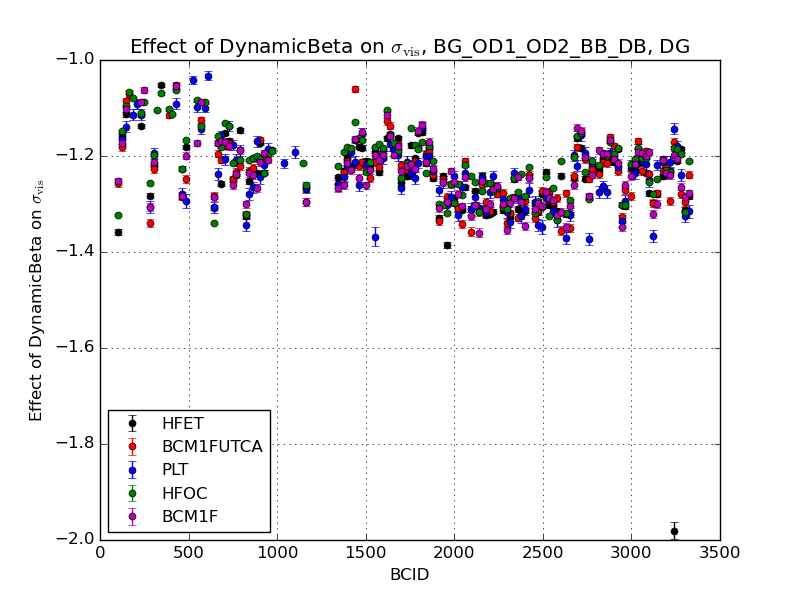 Effect of DynamicBeta on σvis, BG_OD1_OD2_BB_DB, DG
Effect of DynamicBeta on σvis
−1.0
−1.2
−1.4
−1.6
−1.8
−2.0
HFET
BCM1FUTCA
PLT
HFOC
BCM1F
0 500 1000 1500 2000 2500 3000 3500
BCID